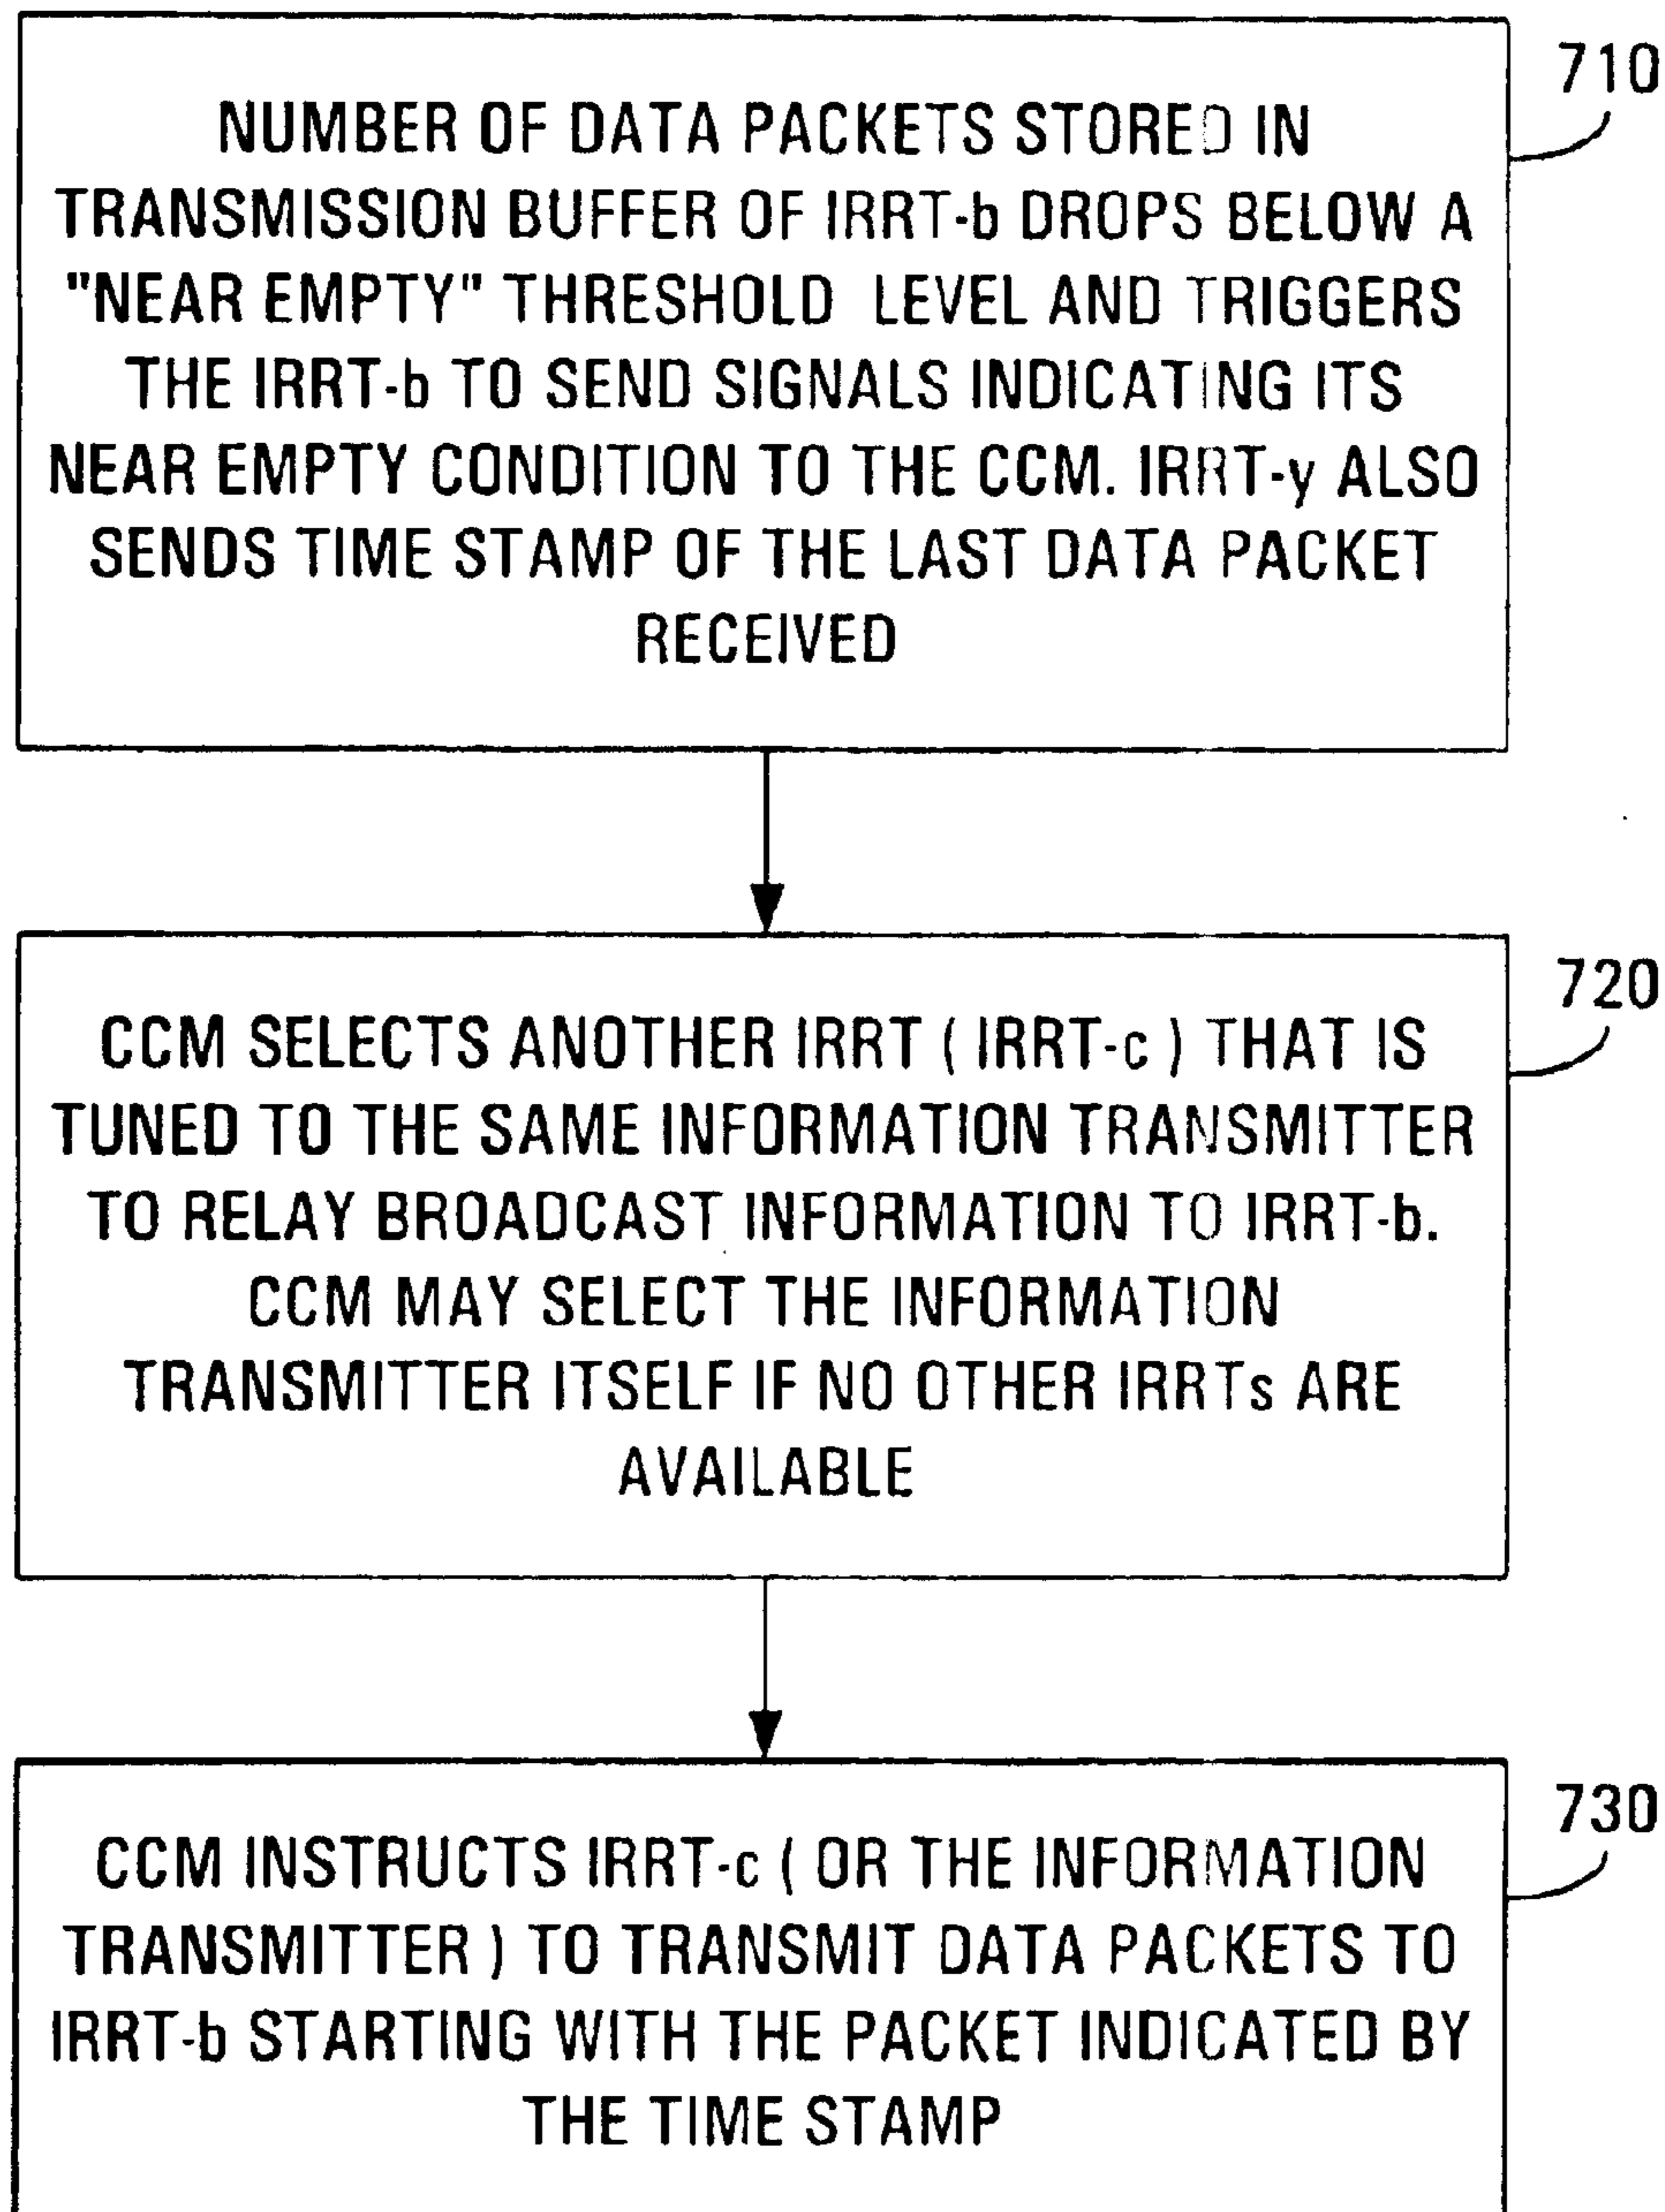 710
NUMBER OF DATA PACKETS STORED IN
TRANSMISSION BUFFER OF IRRT-b DROPS BELOW A
"NEAR EMPTY" THRESHOLD LEVEL AND TRIGGERS
THE IRRT-b TO SEND SIGNALS INDICATING ITS
NEAR EMPTY CONDITION TO THE CCM. IRRT-y ALSO
SENDS TIME STAMP OF THE LAST DATA PACKET
RECEIVED
720
CCM SELECTS ANOTHER IRRT ( IRRT-c ) THAT IS
TUNED TO THE SAME INFORMATION TRANSMITTER
TO RELAY BROADCAST INFORMATION TO IRRT-b.
CCM MAY SELECT THE INFORMATION
TRANSMITTER ITSELF IF NO OTHER IRRTs ARE
AVAILABLE
730
CCM INSTRUCTS IRRT-c ( OR THE INFORMATION
TRANSMITTER ) TO TRANSMIT DATA PACKETS TO
IRRT-b STARTING WITH THE PACKET INDICATED BY
THE TIME STAMP